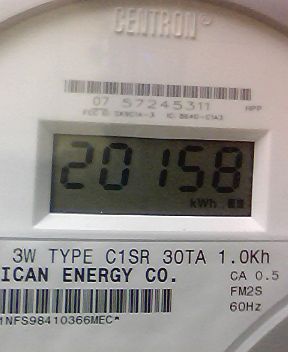 CENTRON®
07 57245311 HPP
20158
kWh
3W TYPE C1SR 30TA 1.0Kh
ICAN ENERGY CO.
CA 0.5
FM2S
60Hz
1NFS98410366MEC*